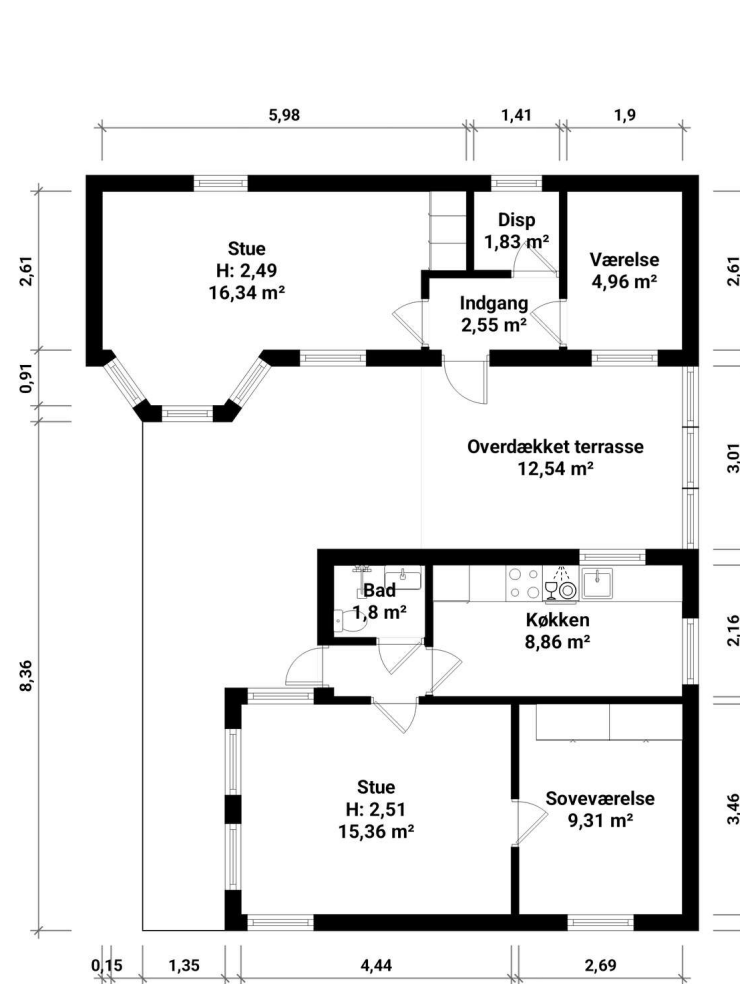 5,98 1,41 1,9
Disp
1,83 m²
Stue
H: 2,49
16,34 m²
Værelse
4,96 m²
2,61
2,61
Indgang
2,55 m²
0,91
Overdækket terrasse
12,54 m²
3,01
Bad
1,8 m²
Køkken
8,86 m²
2,16
8,36
Stue
H: 2,51
15,36 m²
Soveværelse
9,31 m²
3,46
0,15 1,35 4,44 2,69